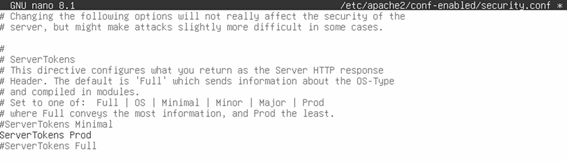 GNU nano 8.1 /etc/apache2/conf-enabled/security.conf *
# Changing the following options will not really affect the security of the
# server, but might make attacks slightly more difficult in some cases.
#
# ServerTokens
# This directive configures what you return as the Server HTTP response
# Header. The default is 'Full' which sends information about the OS-Type
# and compiled in modules.
# Set to one of:  Full | OS | Minimal | Minor | Major | Prod
# where Full conveys the most information, and Prod the least.
#ServerTokens Minimal
ServerTokens Prod
#ServerTokens Full